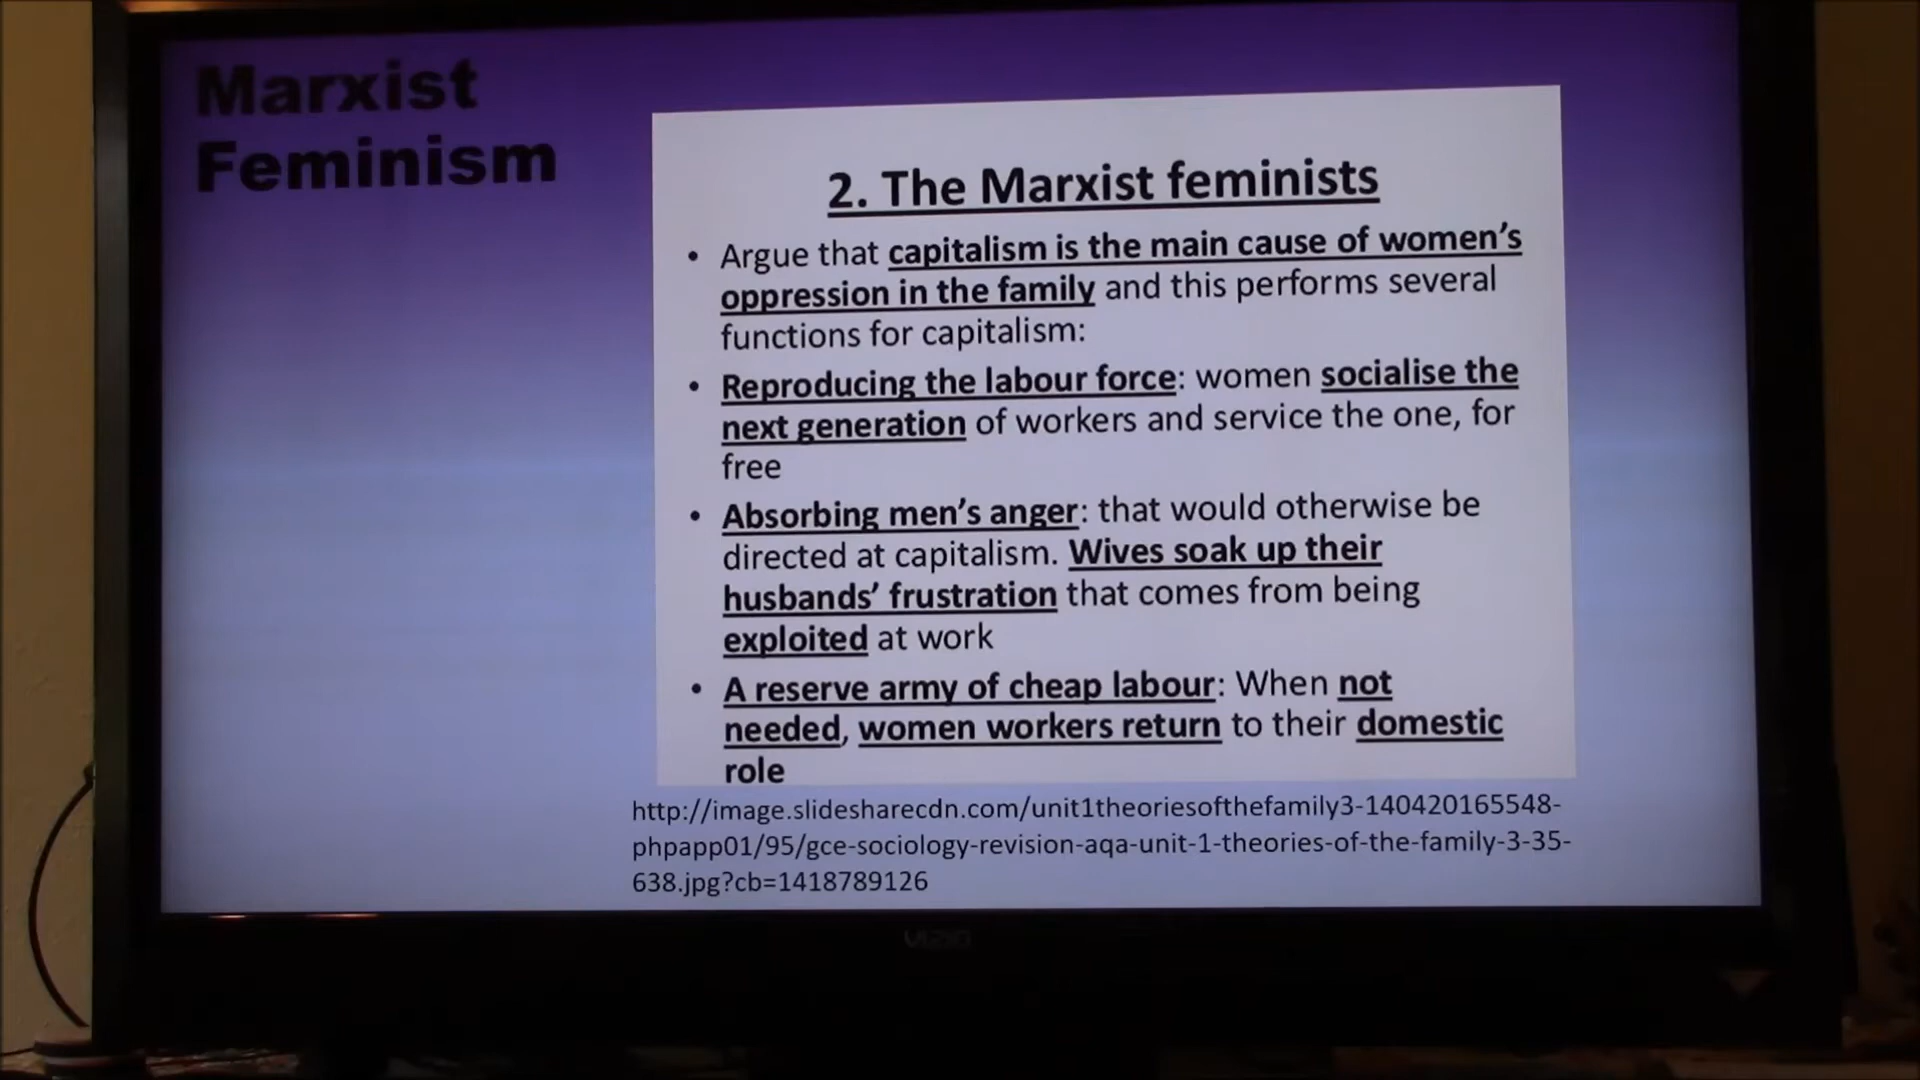 Marxist
Feminism
2. The Marxist feminists
• Argue that capitalism is the main cause of women’s
oppression in the family and this performs several
functions for capitalism:
• Reproducing the labour force: women socialise the
next generation of workers and service the one, for
free
• Absorbing men’s anger: that would otherwise be
directed at capitalism. Wives soak up their
husbands’ frustration that comes from being
exploited at work
• A reserve army of cheap labour: When not
needed, women workers return to their domestic
role
http://image.slidesharecdn.com/unit1theoriesofthefamily3-140420165548-
phpapp01/95/gce-sociology-revision-aqa-unit-1-theories-of-the-family-3-35-
638.jpg?cb=1418789126
VIZIO